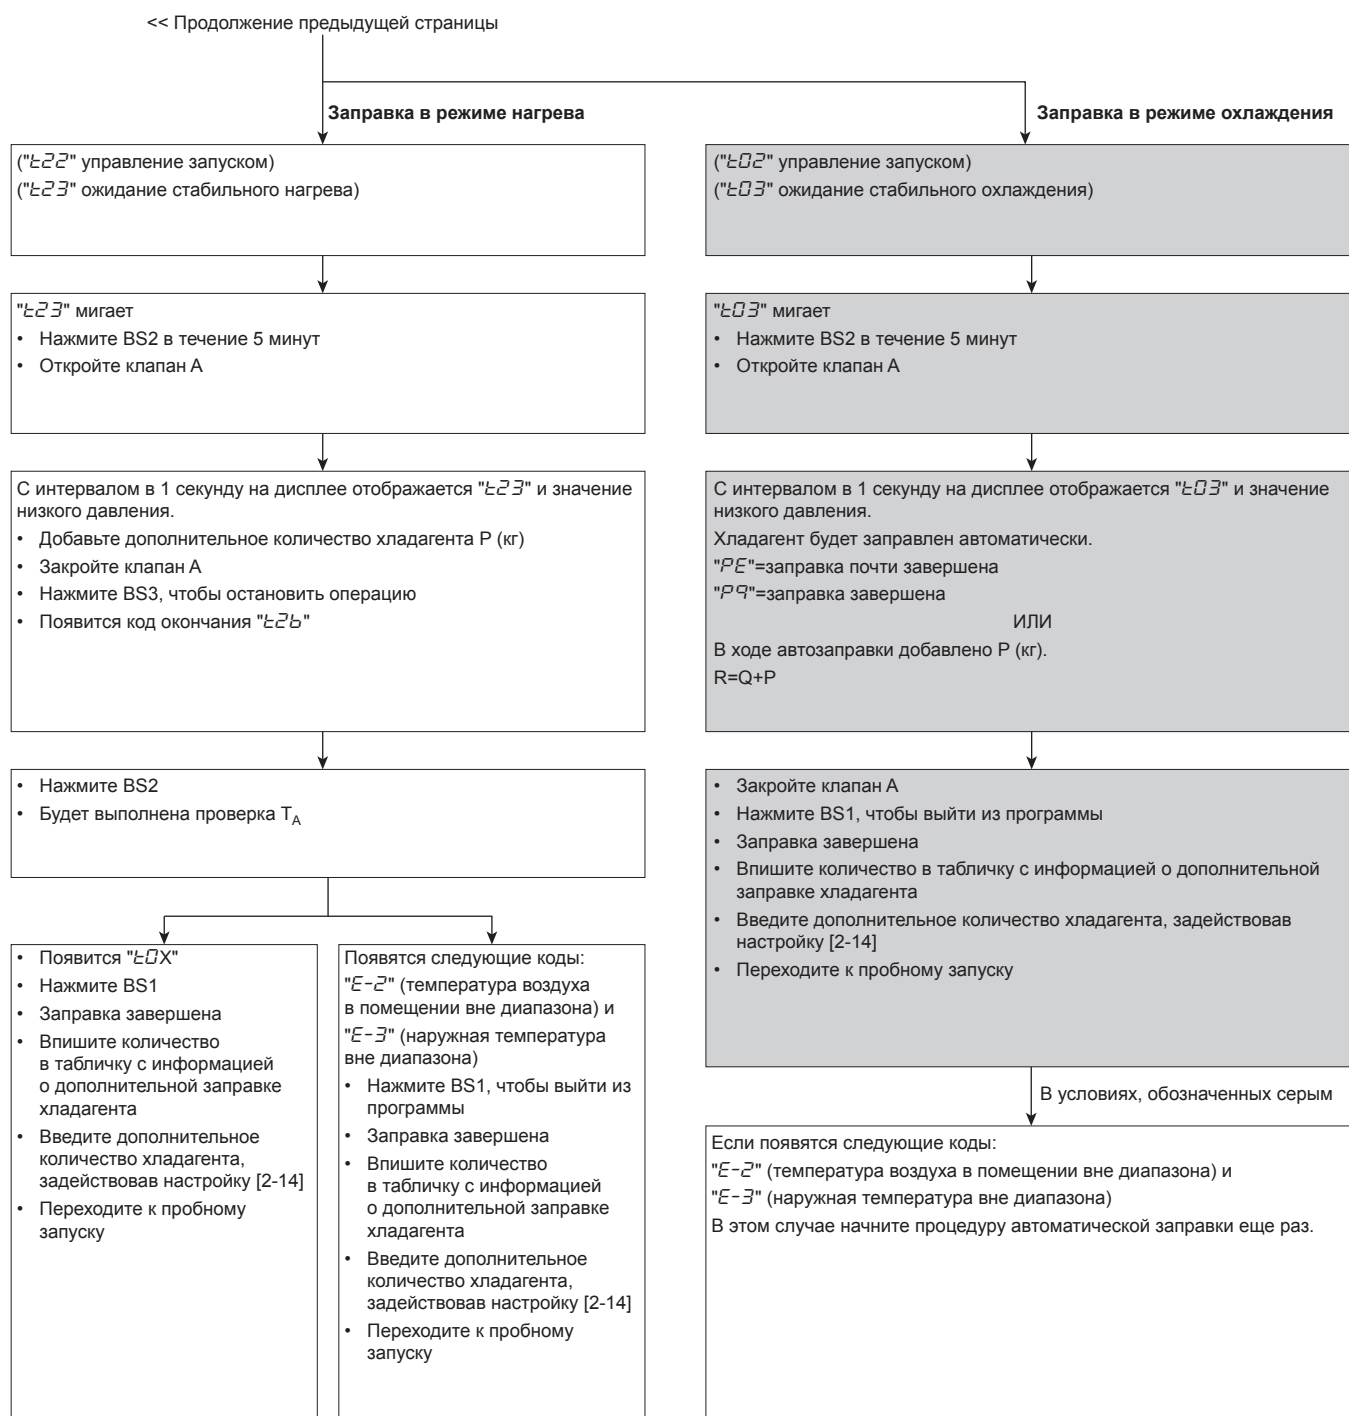 << Продолжение предыдущей страницы
Заправка в режиме нагрева
("t22" управление запуском)
("t23" ожидание стабильного нагрева)
"t23" мигает
• Нажмите BS2 в течение 5 минут
• Откройте клапан A
С интервалом в 1 секунду на дисплее отображается "t23" и значение
низкого давления.
• Добавьте дополнительное количество хладагента P (кг)
• Закройте клапан A
• Нажмите BS3, чтобы остановить операцию
• Появится код окончания "t26"
• Нажмите BS2
• Будет выполнена проверка TA
• Появится "t0X"
• Нажмите BS1
• Заправка завершена
• Впишите количество
в табличку с информацией
о дополнительной заправке
хладагента
• Введите дополнительное
количество хладагента,
задействовав настройку [2-14]
• Переходите к пробному
запуску
Появятся следующие коды:
"E-2" (температура воздуха
в помещении вне диапазона) и
"E-3" (наружная температура
вне диапазона)
• Нажмите BS1, чтобы выйти из
программы
• Заправка завершена
• Впишите количество
в табличку с информацией
о дополнительной заправке
хладагента
• Введите дополнительное
количество хладагента,
задействовав настройку [2-14]
• Переходите к пробному
запуску
Заправка в режиме охлаждения
("t02" управление запуском)
("t03" ожидание стабильного охлаждения)
"t03" мигает
• Нажмите BS2 в течение 5 минут
• Откройте клапан A
С интервалом в 1 секунду на дисплее отображается "t03" и значение
низкого давления.
Хладагент будет заправлен автоматически.
"PE"=заправка почти завершена
"P9"=заправка завершена
ИЛИ
В ходе автозаправки добавлено P (кг).
R=Q+P
• Закройте клапан A
• Нажмите BS1, чтобы выйти из программы
• Заправка завершена
• Впишите количество в табличку с информацией о дополнительной
заправке хладагента
• Введите дополнительное количество хладагента, задействовав
настройку [2-14]
• Переходите к пробному запуску
В условиях, обозначенных серым
Если появятся следующие коды:
"E-2" (температура воздуха в помещении вне диапазона) и
"E-3" (наружная температура вне диапазона)
В этом случае начните процедуру автоматической заправки еще раз.